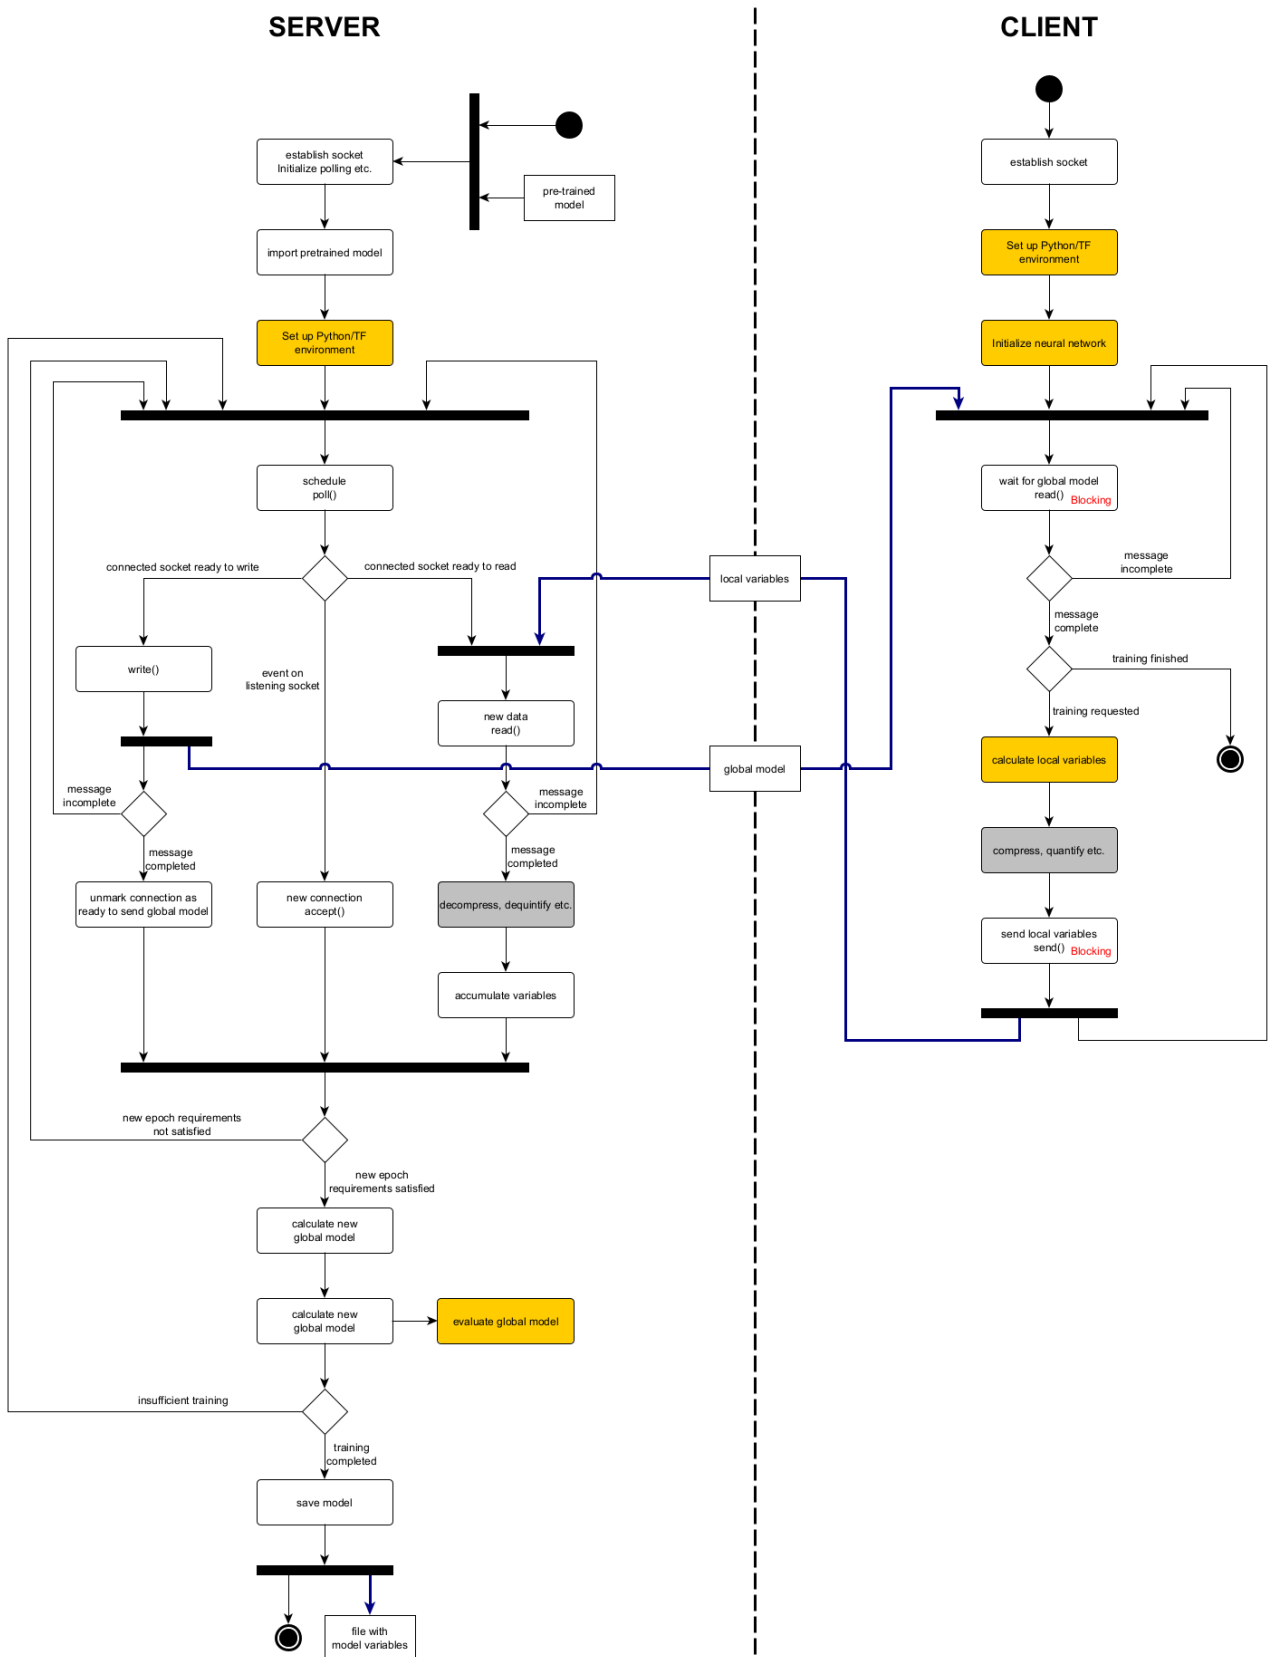 SERVER
CLIENT
establish socket
Initialize polling etc.
pre-trained
model
import pretrained model
Set up Python/TF
environment
schedule
poll()
connected socket ready to write
connected socket ready to read
write()
event on
listening socket
new data
read()
message
incomplete
message
incomplete
message
completed
message
completed
unmark connection as
ready to send global model
new connection
accept()
decompress, dequintify etc.
accumulate variables
new epoch requirements
not satisfied
new epoch
requirements satisfied
calculate new
global model
calculate new
global model
evaluate global model
insufficient training
training
completed
save model
file with
model variables
local variables
global model
establish socket
Set up Python/TF
environment
Initialize neural network
wait for global model
read()
Blocking
message
incomplete
message
complete
training finished
training requested
calculate local variables
compress, quantify etc.
send local variables
send()
Blocking